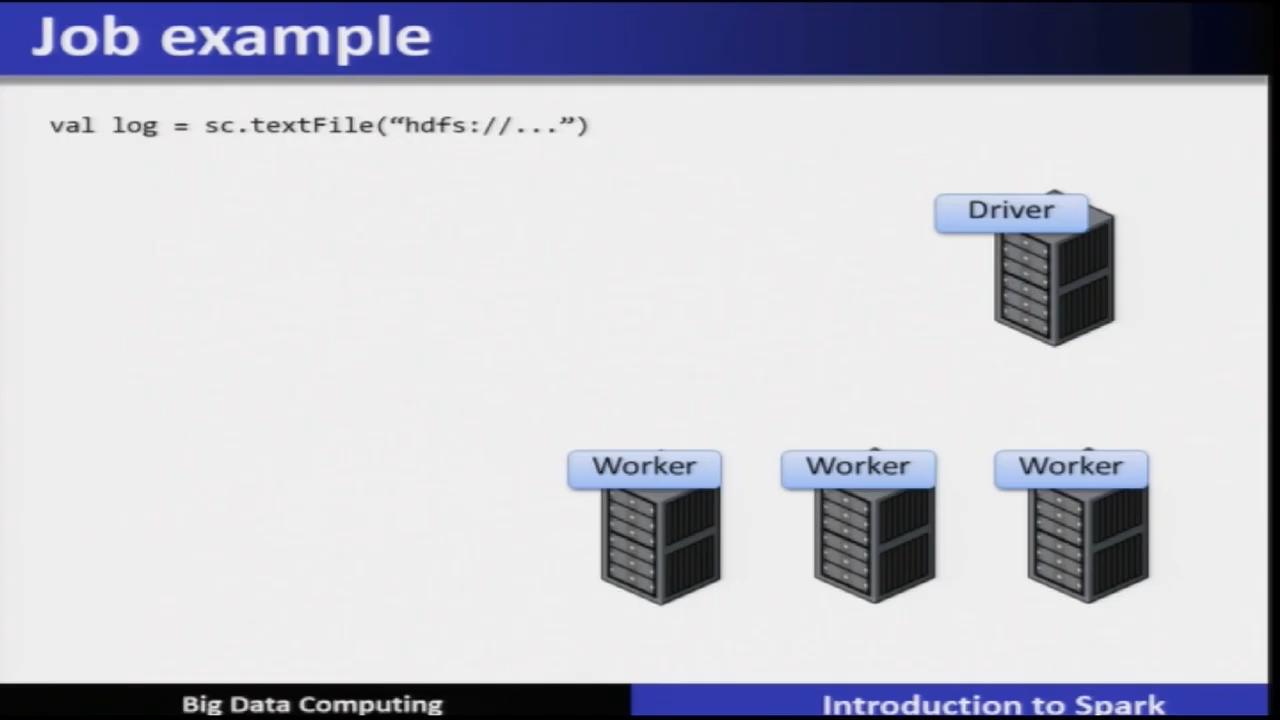 Job example
val log = sc.textFile(“hdfs://...”)
Driver
Worker Worker Worker
Big Data Computing
Introduction to Spark